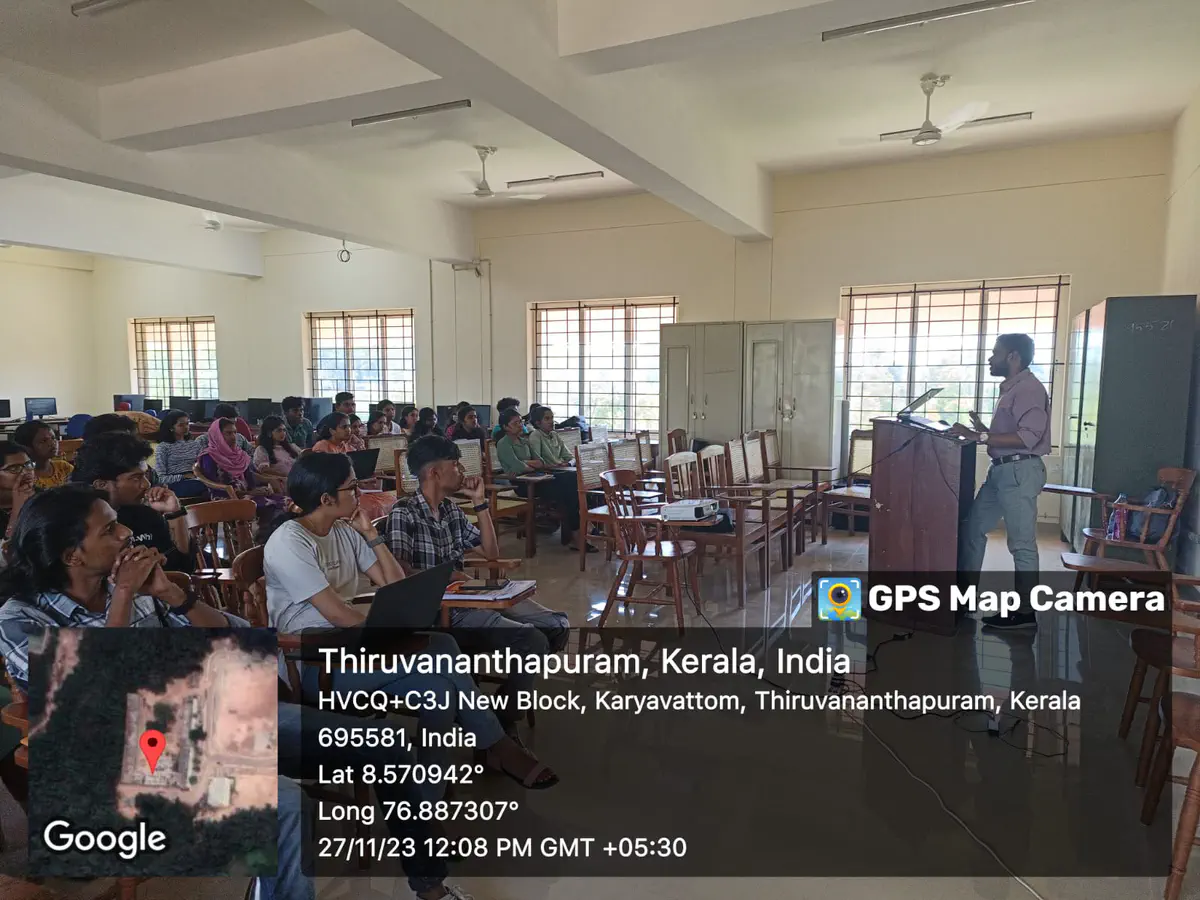 GPS Map Camera
Thiruvananthapuram, Kerala, India
HVCQ+C3J New Block, Karyavattom, Thiruvananthapuram, Kerala
695581, India
Lat 8.570942°
Long 76.887307°
27/11/23 12:08 PM GMT +05:30
Google